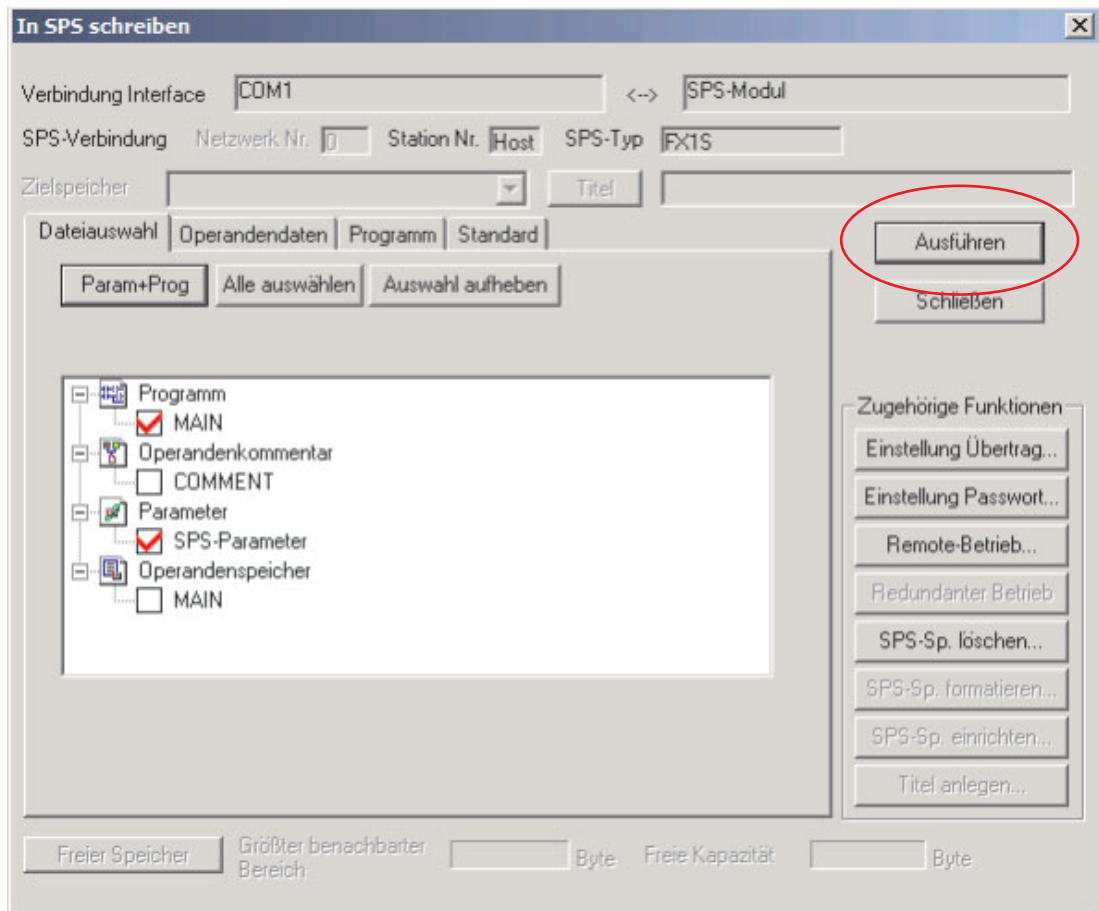 In SPS schreiben
Verbindung Interface COM1 <--> SPS-Modul
SPS-Verbindung Netzwerk Nr. 0 Station Nr. Host SPS-Typ FX1S
Zielspeicher Titel
Dateiauswahl Operandendaten Programm Standard
Ausführen
Param+Prog Alle auswählen Auswahl aufheben
Schließen
Programm
MAIN
Operandenkommentar
COMMENT
Parameter
SPS-Parameter
Operandenspeicher
MAIN
Zugehörige Funktionen
Einstellung Übertrag...
Einstellung Passwort...
Remote-Betrieb...
Redundanter Betrieb
SPS-Sp. löschen...
SPS-Sp. formatieren...
SPS-Sp. einrichten...
Titel anlegen...
Freier Speicher
Größter benachbarter
Bereich
Byte Freie Kapazität Byte